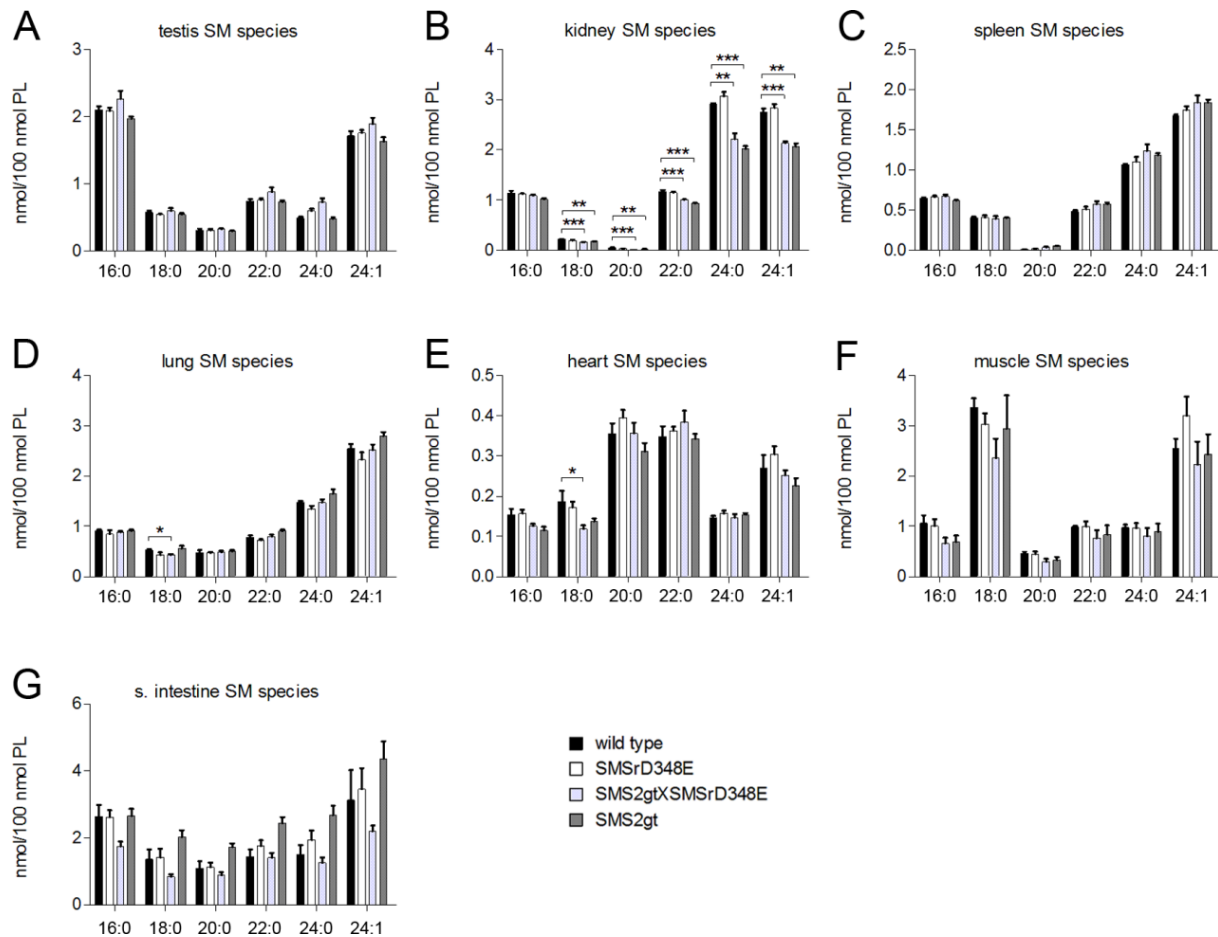 A
testis SM species
nmol/100 nmol PL
3
2
1
0
16:0 18:0 20:0 22:0 24:0 24:1
B
kidney SM species
nmol/100 nmol PL
4
3
2
1
0
** 
***
**
***
***
***
***
**
**
***
16:0 18:0 20:0 22:0 24:0 24:1
C
spleen SM species
nmol/100 nmol PL
2.5
2.0
1.5
1.0
0.5
0.0
16:0 18:0 20:0 22:0 24:0 24:1
D
lung SM species
nmol/100 nmol PL
4
3
2
1
0
*
16:0 18:0 20:0 22:0 24:0 24:1
E
heart SM species
nmol/100 nmol PL
0.5
0.4
0.3
0.2
0.1
0.0
*
16:0 18:0 20:0 22:0 24:0 24:1
F
muscle SM species
nmol/100 nmol PL
4
3
2
1
0
16:0 18:0 20:0 22:0 24:0 24:1
G
s. intestine SM species
nmol/100 nmol PL
6
4
2
0
16:0 18:0 20:0 22:0 24:0 24:1
wild type
SMSrD348E
SMS2gtXSMSrD348E
SMS2gt